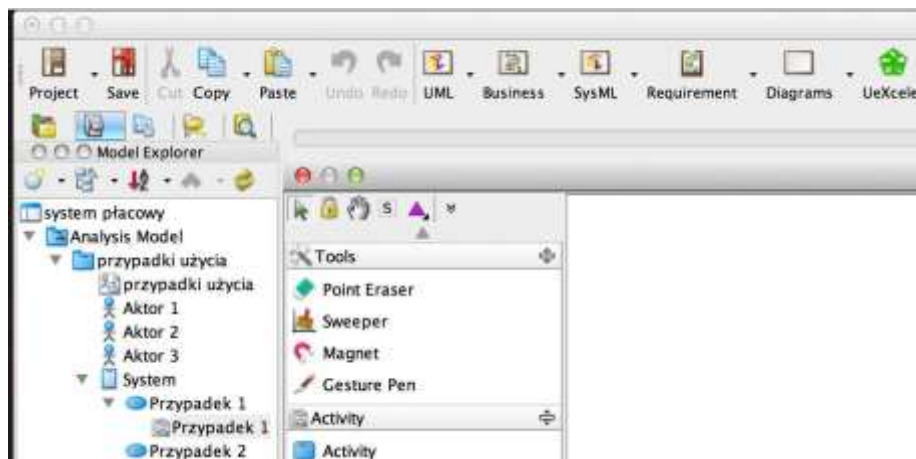 Project Save Cut Copy Paste Undo Redo UML Business SysML Requirement Diagrams UeXcele
Model Explorer
system płacowy
Analysis Model
przypadki użycia
przypadki użycia
Aktor 1
Aktor 2
Aktor 3
System
Przypadek 1
Przypadek 1
Przypadek 2
S
Tools
Point Eraser
Sweeper
Magnet
Gesture Pen
Activity
Activity